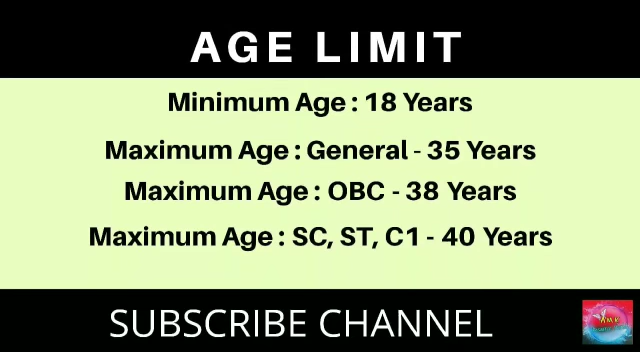 AGE LIMIT
Minimum Age : 18 Years
Maximum Age : General - 35 Years
Maximum Age : OBC - 38 Years
Maximum Age : SC, ST, C1 - 40 Years
SUBSCRIBE CHANNEL